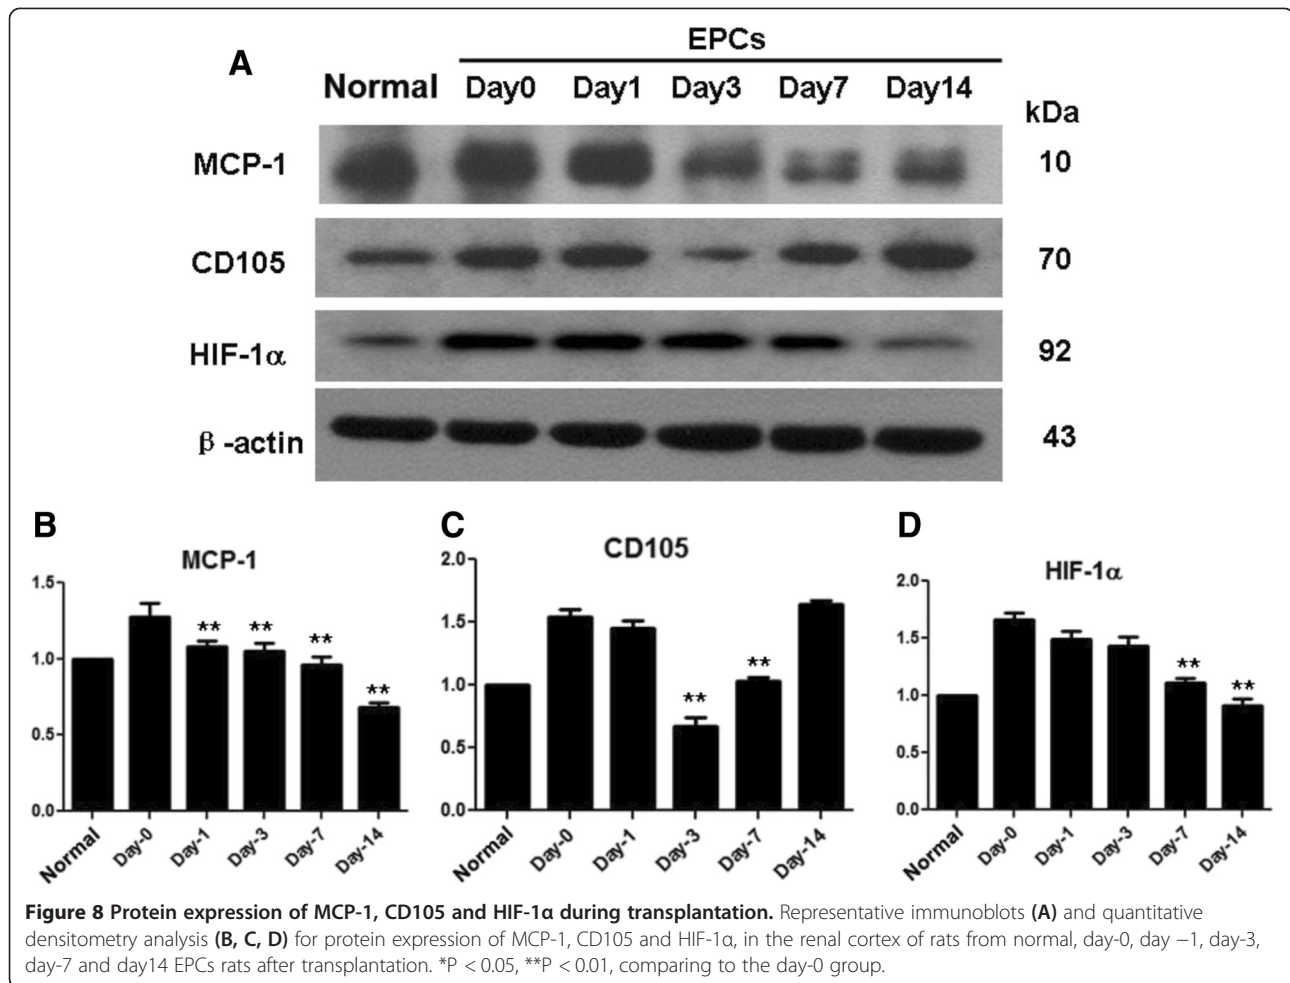 A
EPCs
Normal Day0 Day1 Day3 Day7 Day14
kDa
MCP-1 10
CD105 70
HIF-1α 92
β-actin 43
B
MCP-1
1.5
1.0
0.5
0.0
** ** ** **
Normal Day-0 Day-1 Day-3 Day-7 Day-14
C
CD105
2.0
1.5
1.0
0.5
0.0
** **
Normal Day-0 Day-1 Day-3 Day-7 Day-14
D
HIF-1α
2.0
1.5
1.0
0.5
0.0
** **
Normal Day-0 Day-1 Day-3 Day-7 Day-14
Figure 8 Protein expression of MCP-1, CD105 and HIF-1α during transplantation. Representative immunoblots (A) and quantitative
densitometry analysis (B, C, D) for protein expression of MCP-1, CD105 and HIF-1α, in the renal cortex of rats from normal, day-0, day −1, day-3,
day-7 and day14 EPCs rats after transplantation. *P < 0.05, **P < 0.01, comparing to the day-0 group.